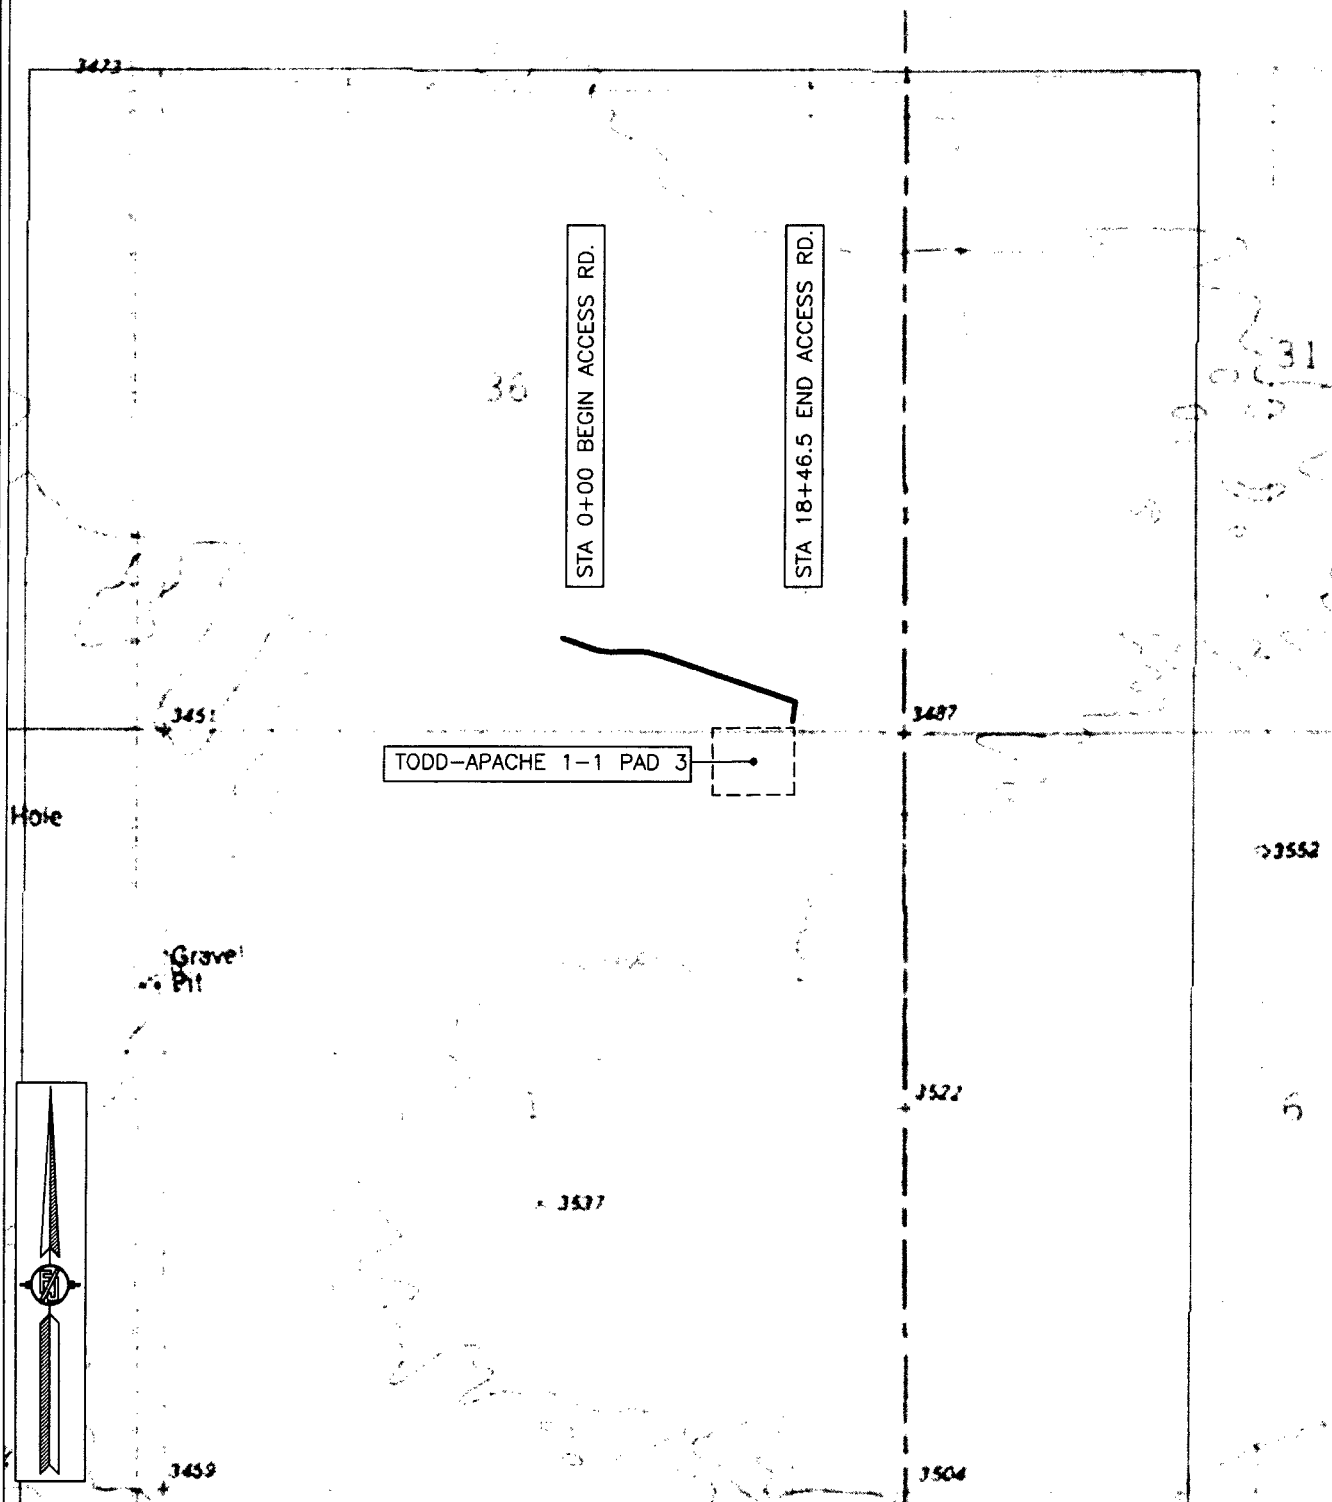 3473
STA 0+00 BEGIN ACCESS RD.
STA 18+46.5 END ACCESS RD.
36
31
3451
3487
TODD-APACHE 1-1 PAD 3
Hole
3552
Gravel
Pit
1
3522
6
3537
3459
3504